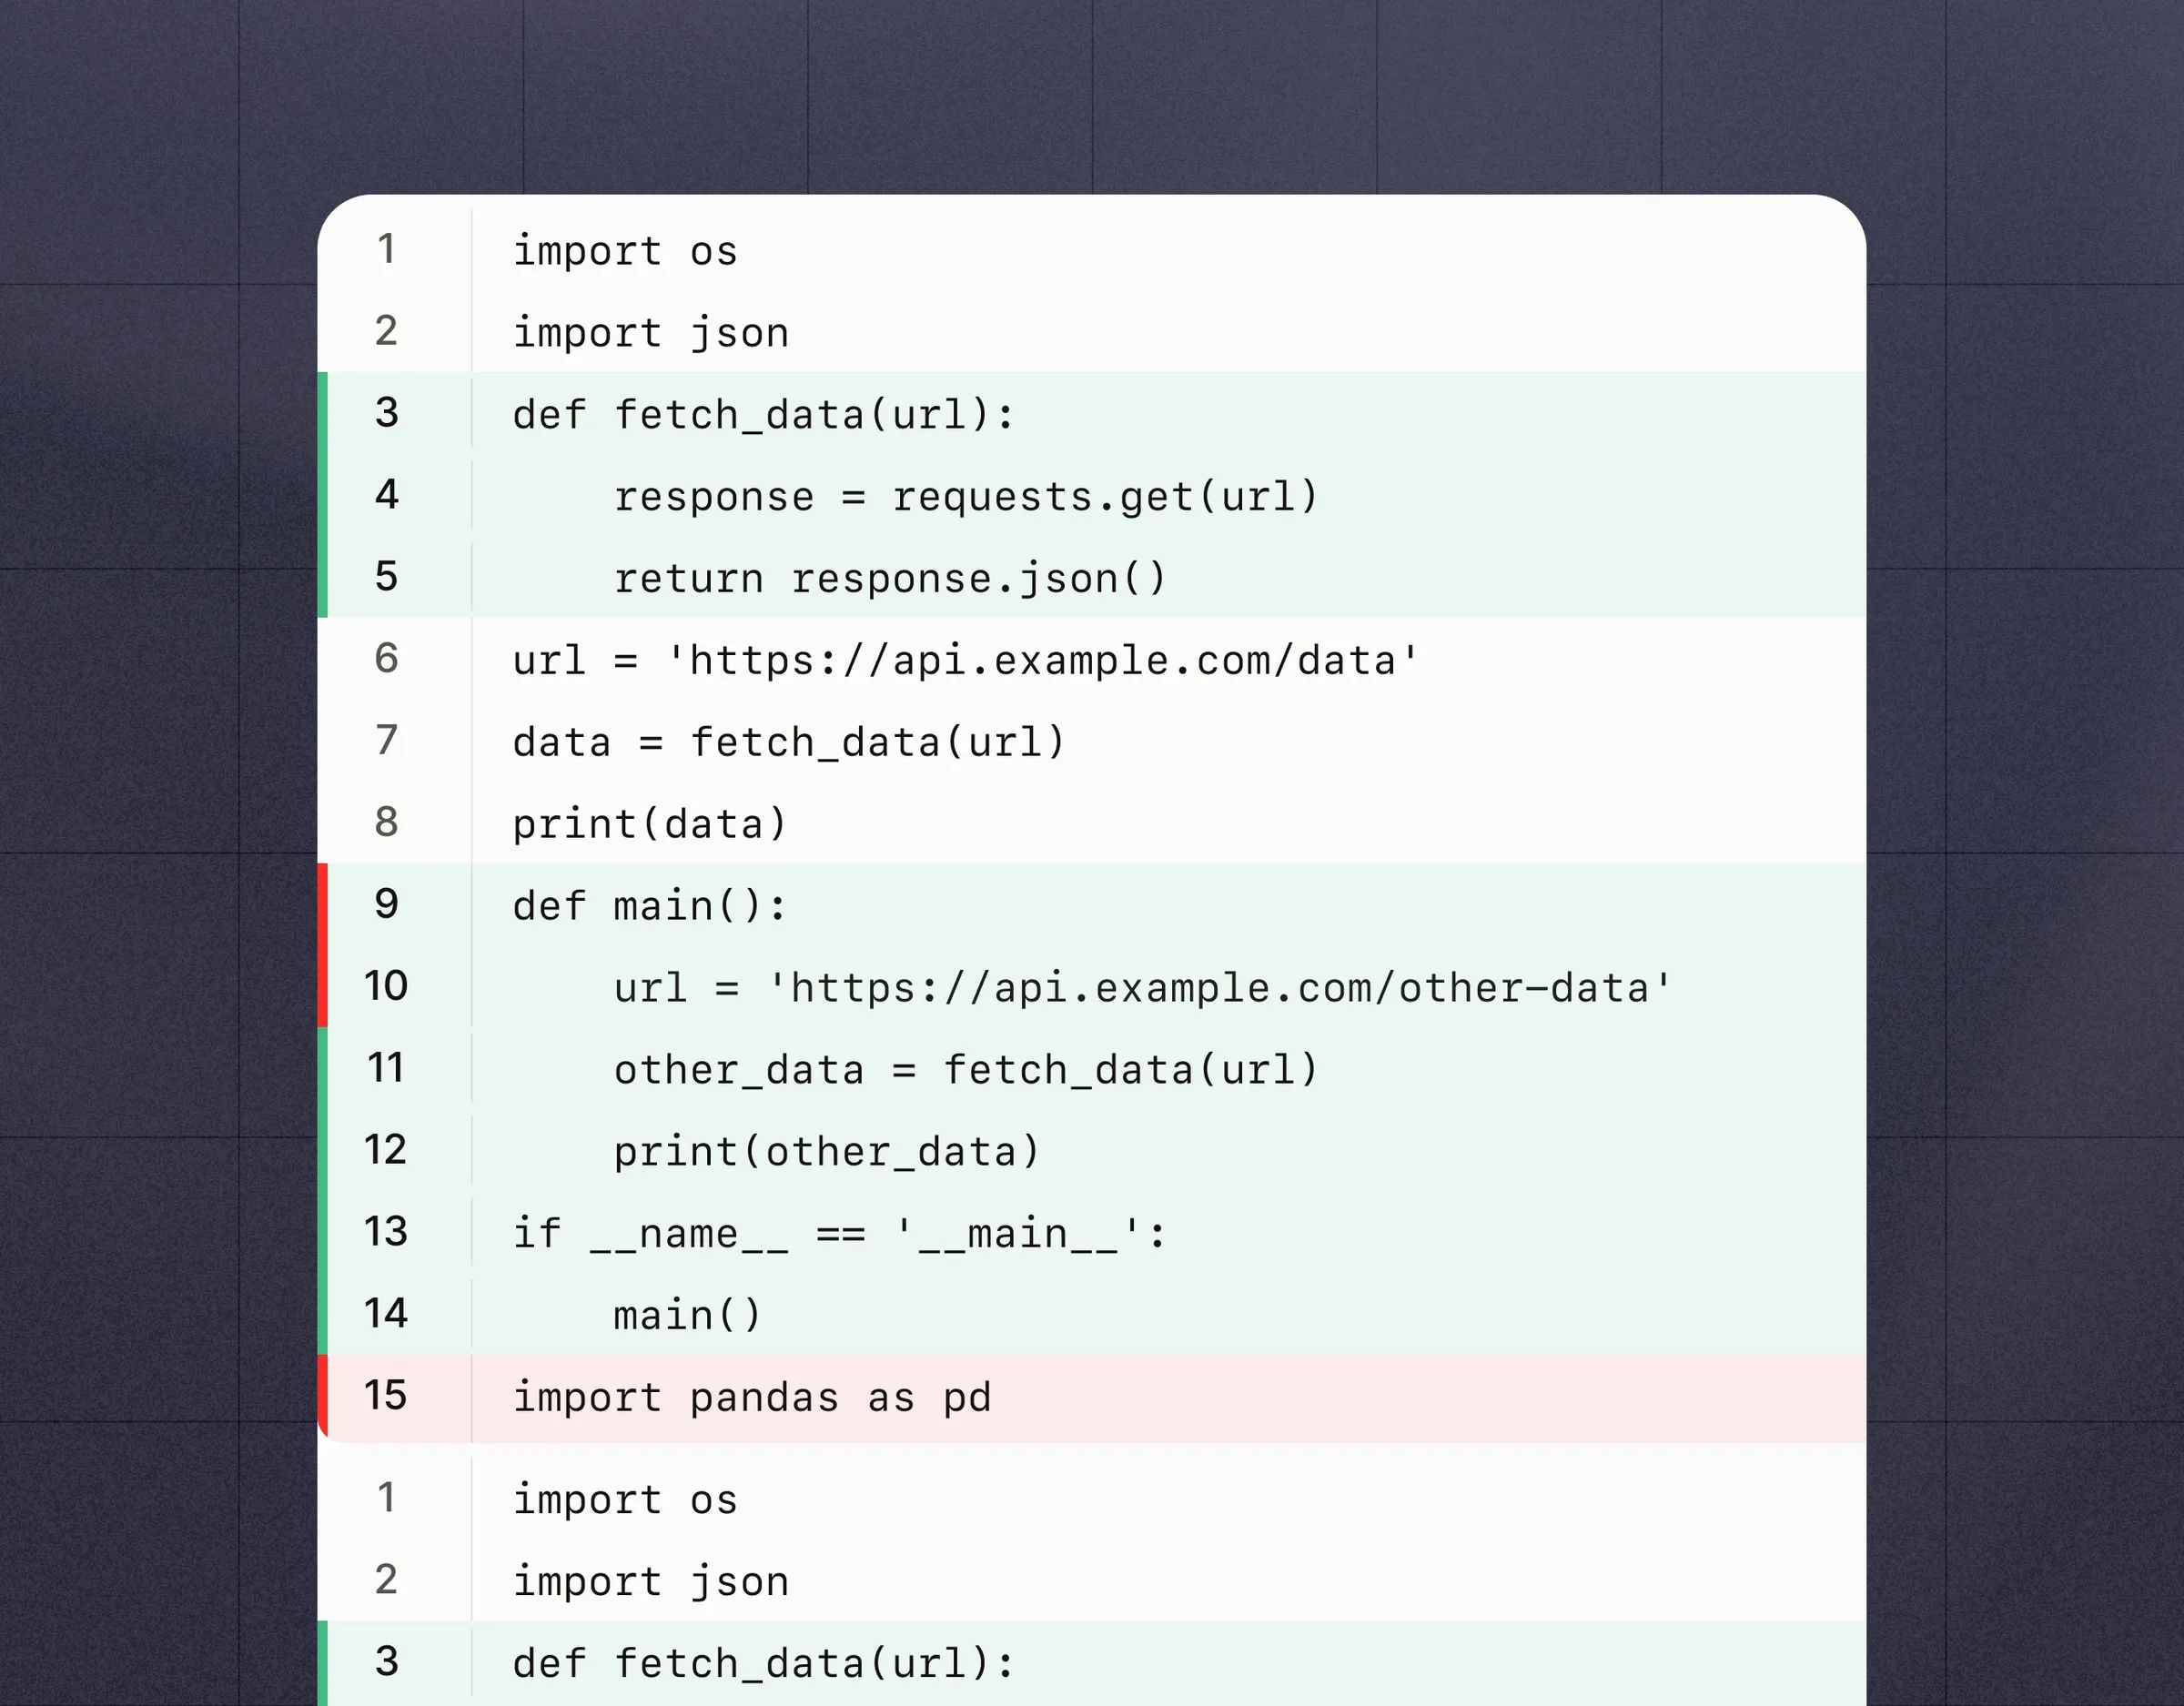 1 import os
2 import json
3 def fetch_data(url):
4     response = requests.get(url)
5     return response.json()
6 url = 'https://api.example.com/data'
7 data = fetch_data(url)
8 print(data)
9 def main():
10     url = 'https://api.example.com/other-data'
11     other_data = fetch_data(url)
12     print(other_data)
13 if __name__ == '__main__':
14     main()
15 import pandas as pd
1 import os
2 import json
3 def fetch_data(url):